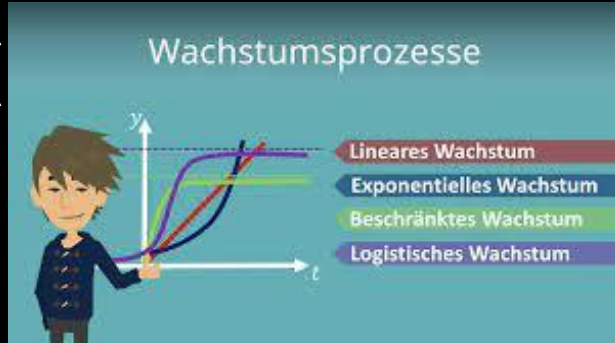 Wachstumsprozesse
y
Lineares Wachstum
Exponentielles Wachstum
Beschränktes Wachstum
Logistisches Wachstum
t